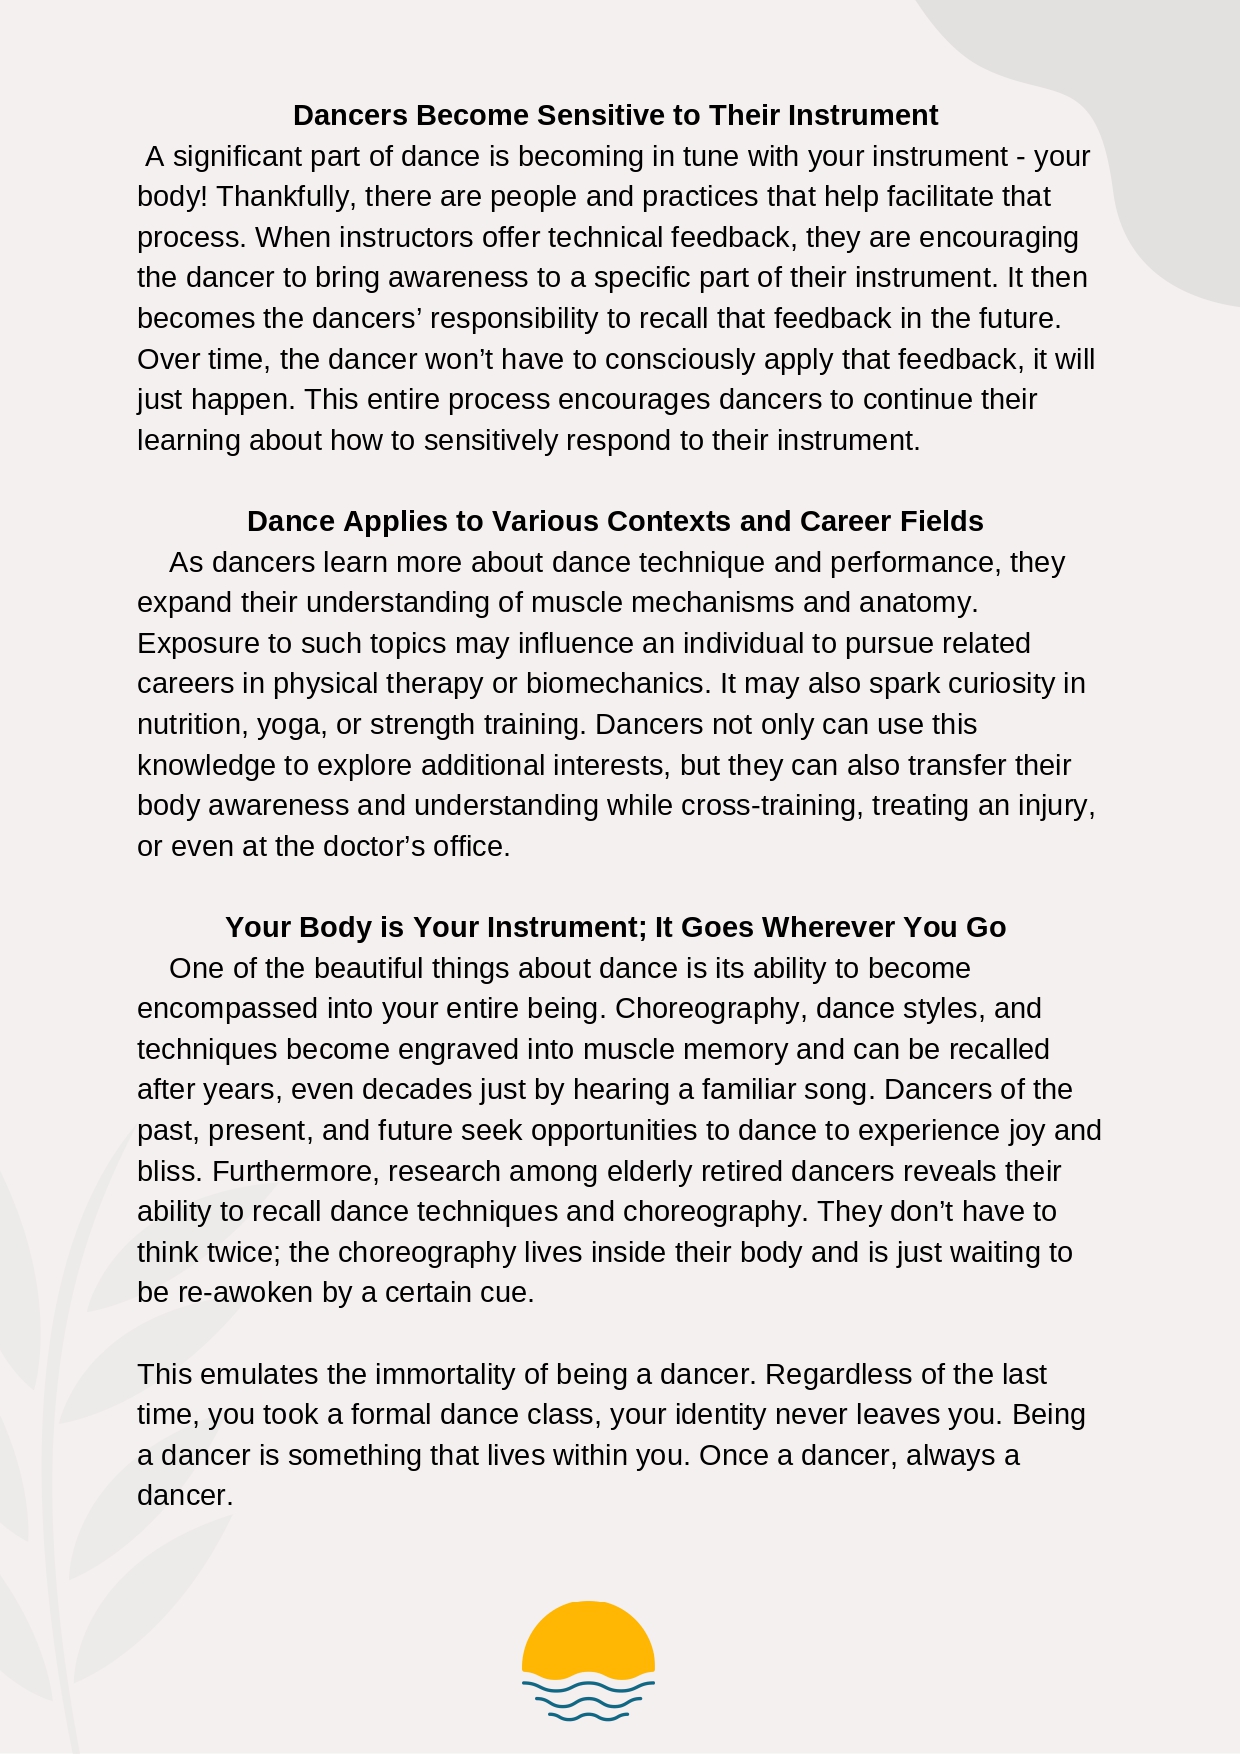 Dancers Become Sensitive to Their Instrument
A significant part of dance is becoming in tune with your instrument - your
body! Thankfully, there are people and practices that help facilitate that
process. When instructors offer technical feedback, they are encouraging
the dancer to bring awareness to a specific part of their instrument. It then
becomes the dancers’ responsibility to recall that feedback in the future.
Over time, the dancer won’t have to consciously apply that feedback, it will
just happen. This entire process encourages dancers to continue their
learning about how to sensitively respond to their instrument.
Dance Applies to Various Contexts and Career Fields
As dancers learn more about dance technique and performance, they
expand their understanding of muscle mechanisms and anatomy.
Exposure to such topics may influence an individual to pursue related
careers in physical therapy or biomechanics. It may also spark curiosity in
nutrition, yoga, or strength training. Dancers not only can use this
knowledge to explore additional interests, but they can also transfer their
body awareness and understanding while cross-training, treating an injury,
or even at the doctor’s office.
Your Body is Your Instrument; It Goes Wherever You Go
One of the beautiful things about dance is its ability to become
encompassed into your entire being. Choreography, dance styles, and
techniques become engraved into muscle memory and can be recalled
after years, even decades just by hearing a familiar song. Dancers of the
past, present, and future seek opportunities to dance to experience joy and
bliss. Furthermore, research among elderly retired dancers reveals their
ability to recall dance techniques and choreography. They don’t have to
think twice; the choreography lives inside their body and is just waiting to
be re-awoken by a certain cue.
This emulates the immortality of being a dancer. Regardless of the last
time, you took a formal dance class, your identity never leaves you. Being
a dancer is something that lives within you. Once a dancer, always a
dancer.